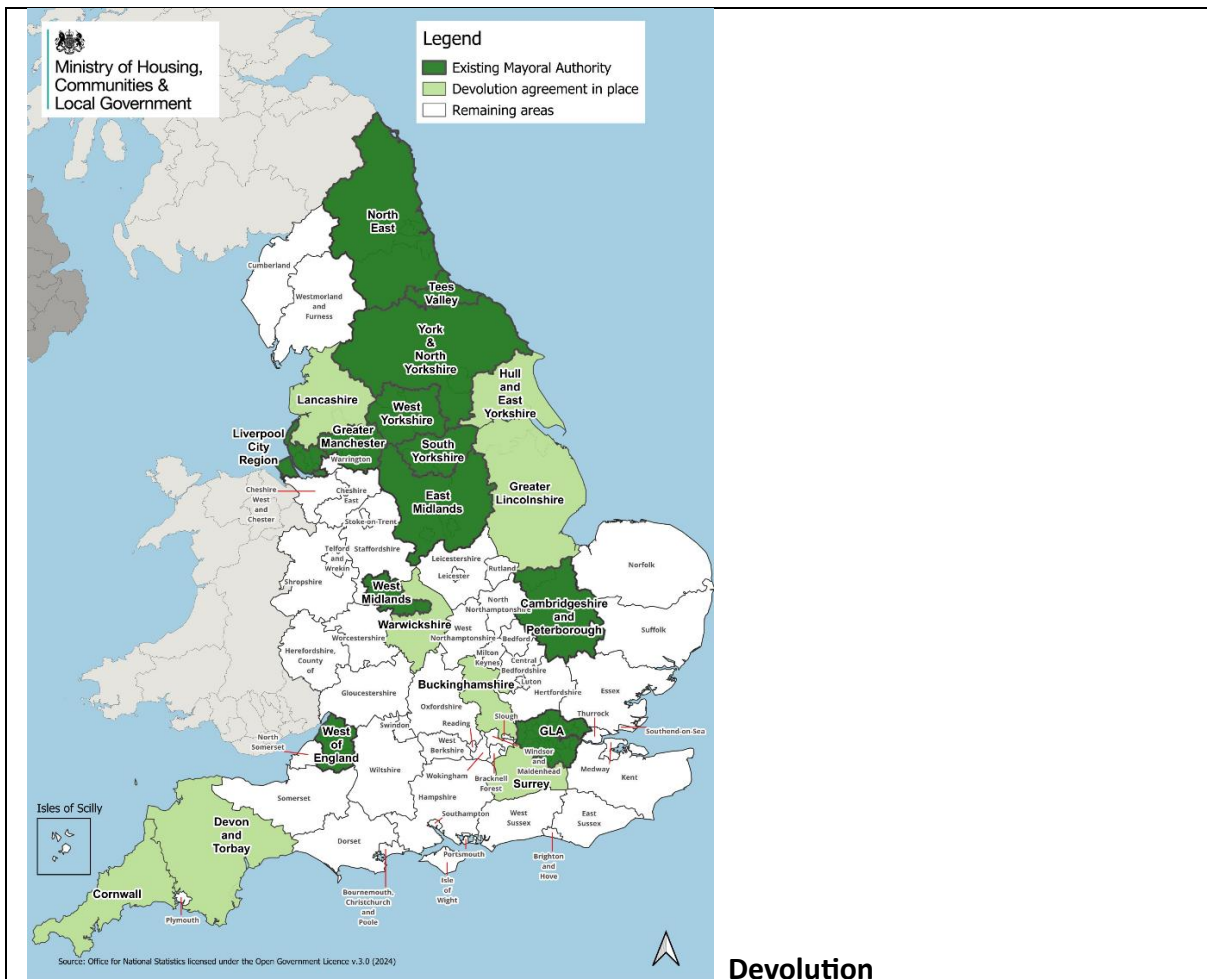 Ministry of Housing,
Communities &
Local Government
Legend
Existing Mayoral Authority
Devolution agreement in place
Remaining areas
North
East
Cumberland
Westmorland
and
Furness
Tees
Valley
York
&
North
Yorkshire
Hull
and
East
Yorkshire
Lancashire
West
Yorkshire
Liverpool
City
Region
Greater
Manchester
Warrington
South
Yorkshire
Cheshire
West
and
Chester
Cheshire
East
East
Midlands
Greater
Lincolnshire
Stoke-on-Trent
Telford
and
Wrekin
Staffordshire
Shropshire
Leicestershire
Leicester
Rutland
Norfolk
West
Midlands
North
Northamptonshire
Cambridgeshire
and
Peterborough
Suffolk
Warwickshire
Worcestershire
Herefordshire,
County
of
West
Northamptonshire
Bedford
Milton
Keynes
Central
Bedfordshire
Luton
Buckinghamshire
Hertfordshire
Essex
Gloucestershire
Oxfordshire
Slough
Thurrock
Southend-on-Sea
Swindon
Reading
GLA
North
Somerset
West
of
England
West
Berkshire
Windsor
and
Maidenhead
Wiltshire
Wokingham
Bracknell
Forest
Surrey
Medway
Kent
Somerset
Hampshire
Isles of Scilly
Devon
and
Torbay
Southampton
West
Sussex
East
Sussex
Dorset
Portsmouth
Brighton
and
Hove
Cornwall
Plymouth
Bournemouth,
Christchurch
and
Poole
Isle
of
Wight
Source: Office for National Statistics licensed under the Open Government Licence v.3.0 (2024)
Devolution